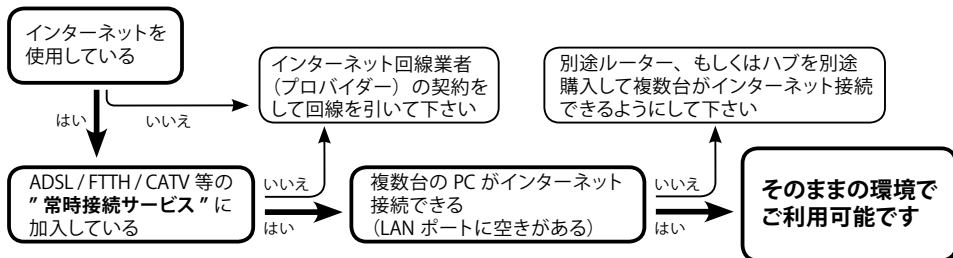 インターネットを
使用している
はい
いいえ
インターネット回線業者
（プロバイダー）の契約を
して回線を引いて下さい
別途ルーター、もしくはハブを別途
購入して複数台がインターネット接続
できるようにして下さい
ADSL / FTTH / CATV 等の
” 常時接続サービス ” に
加入している
いいえ
はい
複数台の PC がインターネット
接続できる
（LAN ポートに空きがある）
いいえ
はい
そのままの環境で
ご利用可能です